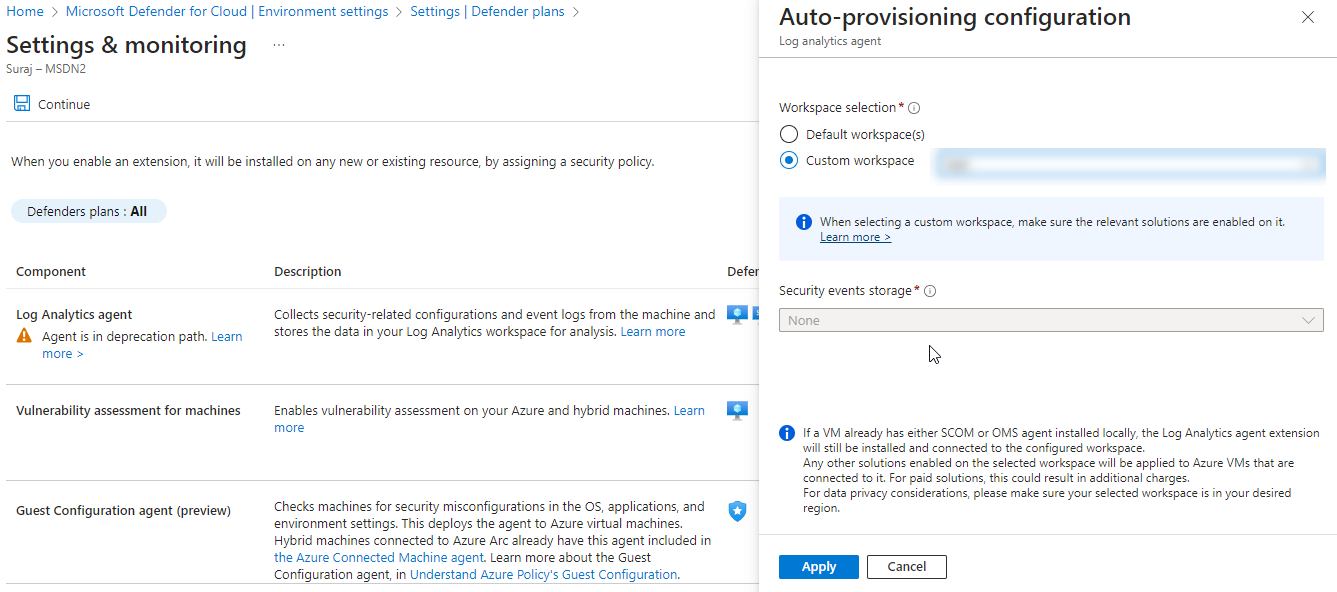 Home > Microsoft Defender for Cloud | Environment settings > Settings | Defender plans >
Settings & monitoring ...
Suraj – MSDN2
Continue
When you enable an extension, it will be installed on any new or existing resource, by assigning a security policy.
Defenders plans : All
Component Description Defer
Log Analytics agent
Agent is in deprecation path. Learn
more >
Collects security-related configurations and event logs from the machine and
stores the data in your Log Analytics workspace for analysis. Learn more
Vulnerability assessment for machines
Enables vulnerability assessment on your Azure and hybrid machines. Learn
more
Guest Configuration agent (preview)
Checks machines for security misconfigurations in the OS, applications, and
environment settings. This deploys the agent to Azure virtual machines.
Hybrid machines connected to Azure Arc already have this agent included in
the Azure Connected Machine agent. Learn more about the Guest
Configuration agent, in Understand Azure Policy's Guest Configuration.
Auto-provisioning configuration
Log analytics agent
Workspace selection *
Default workspace(s)
Custom workspace
When selecting a custom workspace, make sure the relevant solutions are enabled on it.
Learn more >
Security events storage *
None
If a VM already has either SCOM or OMS agent installed locally, the Log Analytics agent extension
will still be installed and connected to the configured workspace.
Any other solutions enabled on the selected workspace will be applied to Azure VMs that are
connected to it. For paid solutions, this could result in additional charges.
For data privacy considerations, please make sure your selected workspace is in your desired
region.
Apply Cancel